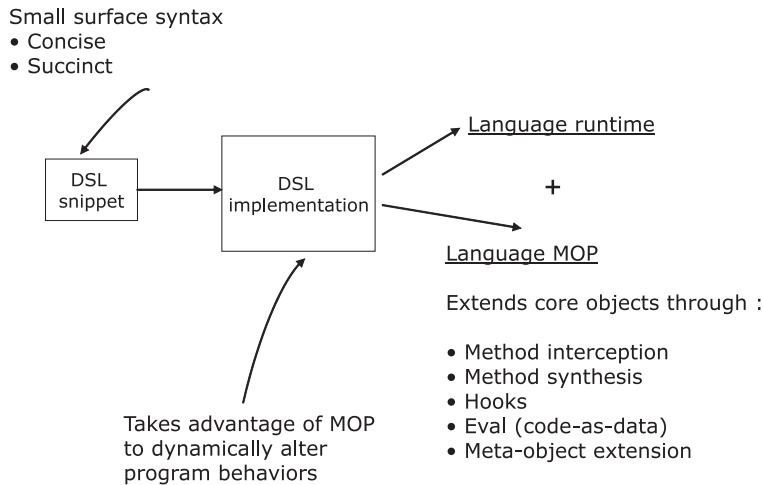 Small surface syntax
• Concise
• Succinct
DSL
snippet
DSL
implementation
Language runtime
+
Language MOP
Extends core objects through :
• Method interception
• Method synthesis
• Hooks
• Eval (code-as-data)
• Meta-object extension
Takes advantage of MOP
to dynamically alter
program behaviors